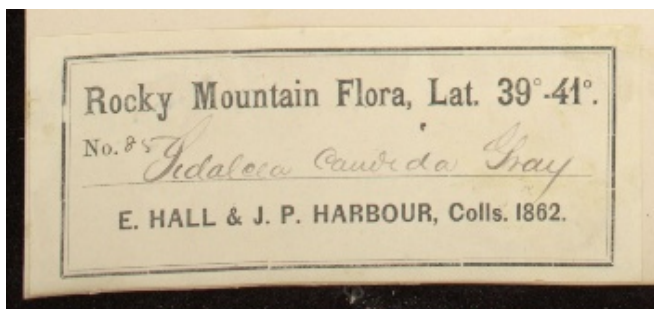 Rocky Mountain Flora, Lat. 39°-41°.
No. 85 Sidalcea candida Gray
E. HALL & J. P. HARBOUR, Colls. 1862.